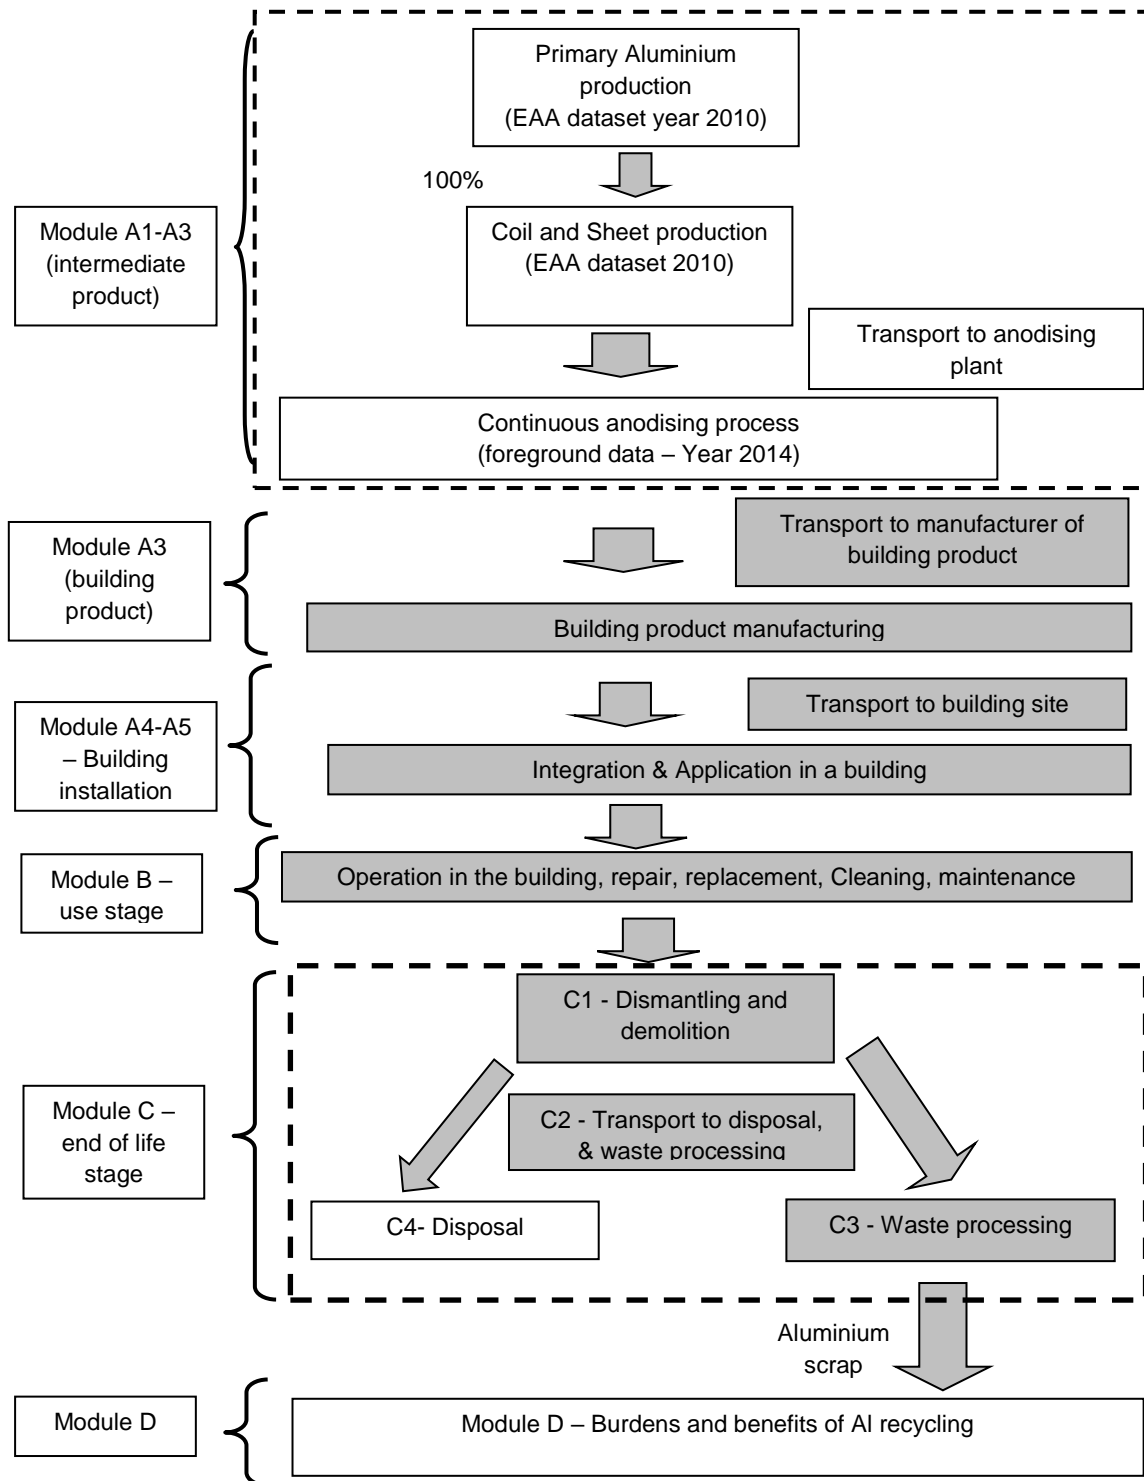 Primary Aluminium
production
(EAA dataset year 2010)
100%
Module A1-A3
(intermediate
product)
Coil and Sheet production
(EAA dataset 2010)
Transport to anodising
plant
Continuous anodising process
(foreground data – Year 2014)
Module A3
(building
product)
Transport to manufacturer of
building product
Building product manufacturing
Module A4-A5
– Building
installation
Transport to building site
Integration & Application in a building
Module B –
use stage
Operation in the building, repair, replacement, Cleaning, maintenance
Module C –
end of life
stage
C1 - Dismantling and
demolition
C2 - Transport to disposal,
& waste processing
C4- Disposal
C3 - Waste processing
Aluminium
scrap
Module D
Module D – Burdens and benefits of Al recycling